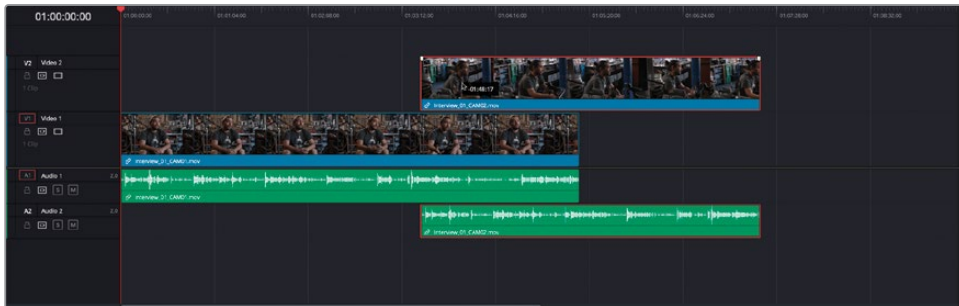 01:00:00:00
01:00:00:00 01:01:04:00 01:02:08:00 01:03:12:00 01:04:16:00 01:05:20:00 01:06:24:00 01:07:28:00 01:08:32:00
V2 Video 2
1 Clip
-01:48:17
Interview_01_CAM02.mov
V1 Video 1
1 Clip
Interview_01_CAM01.mov
A1 Audio 1 2.0
S M
Interview_01_CAM01.mov
A2 Audio 2 2.0
S M
Interview_01_CAM02.mov